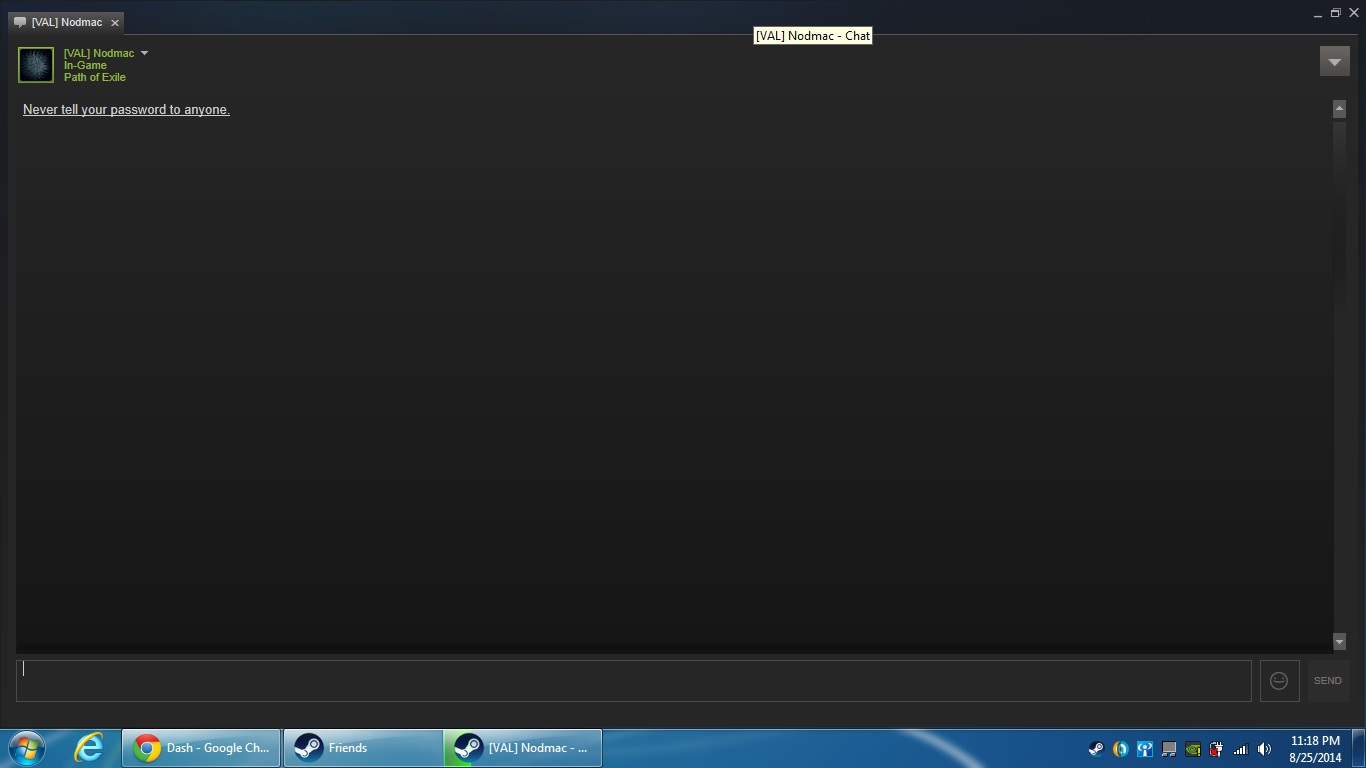 [VAL] Nodmac
[VAL] Nodmac - Chat
[VAL] Nodmac
In-Game
Path of Exile
Never tell your password to anyone.
SEND
Dash - Google Ch...
Friends
[VAL] Nodmac - ...
11:18 PM
8/25/2014